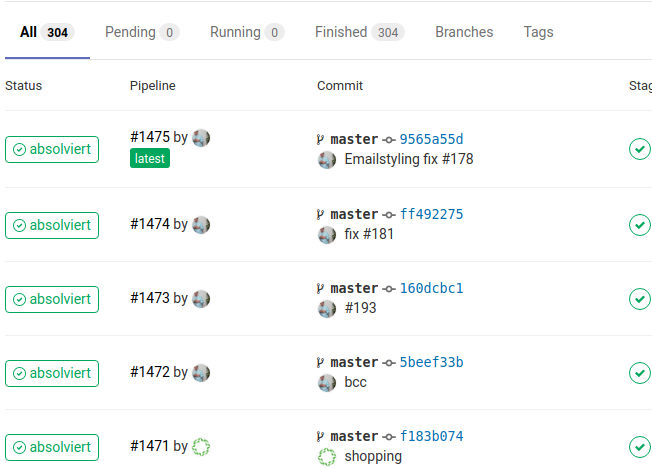 All 304 Pending 0 Running 0 Finished 304 Branches Tags
Status Pipeline Commit Stag
absolviert #1475 by master 9565a55d
latest Emailstyling fix #178
absolviert #1474 by master ff492275
fix #181
absolviert #1473 by master 160dcbc1
#193
absolviert #1472 by master 5beef33b
bcc
absolviert #1471 by master f183b074
shopping